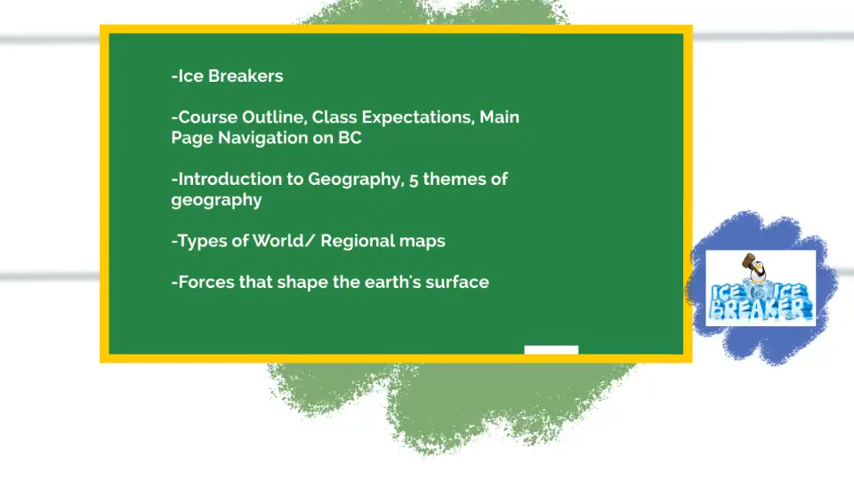 -Ice Breakers
-Course Outline, Class Expectations, Main
Page Navigation on BC
-Introduction to Geography, 5 themes of
geography
-Types of World/ Regional maps
-Forces that shape the earth's surface
ICE ICE
BREAKER